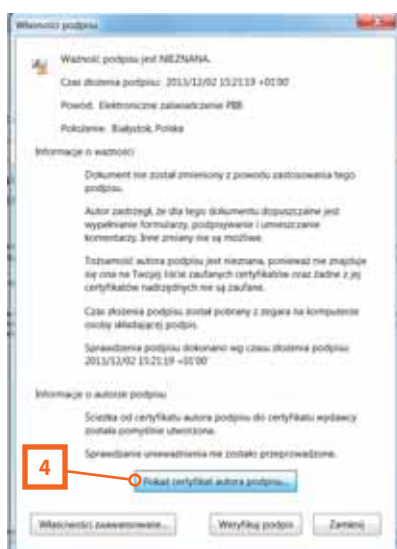 Własności podpisu
Ważność podpisu jest NIEZNANA.
Czas złożenia podpisu: 2013/12/02 15:21:19 +01'00'
Powód: Elektroniczne zaświadczenie PBB
Położenie: Białystok, Polska
Informacje o ważności
Dokument nie został zmieniony z powodu zastosowania tego
podpisu.
Autor zastrzegł, że dla tego dokumentu dopuszczalne jest
wypełnianie formularzy, podpisywanie i umieszczanie
komentarzy. Inne zmiany nie są możliwe.
Tożsamość autora podpisu jest nieznana, ponieważ nie znajduje
się ona na Twojej liście zaufanych certyfikatów oraz żadne z jej
certyfikatów nadrzędnych nie są zaufane.
Czas złożenia podpisu został pobrany z zegara na komputerze
osoby składającej podpis.
Sprawdzenia podpisu dokonano wg czasu złożenia podpisu:
2013/12/02 15:21:19 +01'00'
Informacje o autorze podpisu
Ścieżka od certyfikatu autora podpisu do certyfikatu wydawcy
została pomyślnie utworzona.
Sprawdzanie unieważnienia nie zostało przeprowadzone.
4
Pokaż certyfikat autora podpisu...
Właściwości zaawansowane...
Weryfikuj podpis
Zamknij